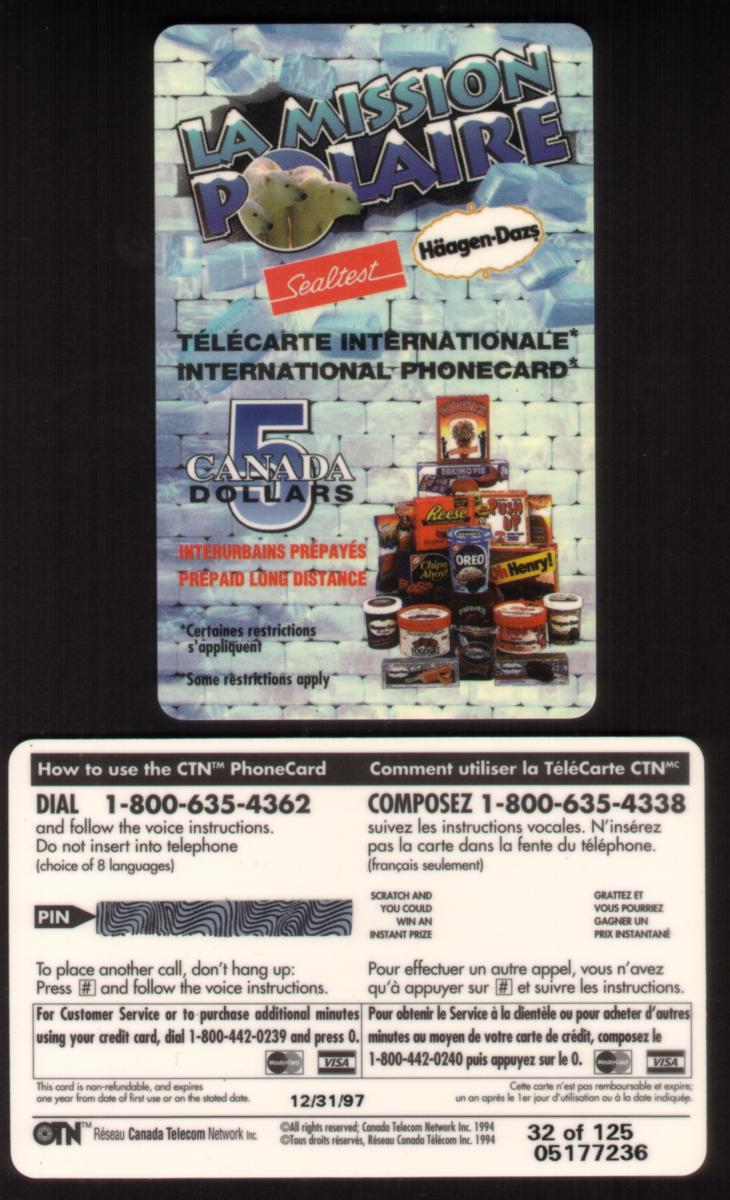 LA MISSION
POLAIRE
Häagen-Dazs
Sealtest
TÉLÉCARTE INTERNATIONALE*
INTERNATIONAL PHONECARD*
5
CANADA
DOLLARS
INTERURBAINS PRÉPAYÉS
PRÉPAID LONG DISTANCE
*Certaines restrictions
s'appliquent
*Some restrictions apply
ESKIMO PIE
Reese
PUSH UP
Chips Ahoy!
OREO
Oh Henry!
Häagen-Dazs
YOGOURT
PARLOUR
How to use the CTN™ PhoneCard
Comment utiliser la TéléCarte CTNᴹᶜ
DIAL 1-800-635-4362
and follow the voice instructions.
Do not insert into telephone
(choice of 8 languages)
COMPOSEZ 1-800-635-4338
suivez les instructions vocales. N'insérez
pas la carte dans la fente du téléphone.
(français seulement)
PIN
SCRATCH AND
YOU COULD
WIN AN
INSTANT PRIZE
GRATTEZ ET
VOUS POURRIEZ
GAGNER UN
PRIX INSTANTANÉ
To place another call, don't hang up:
Press # and follow the voice instructions.
Pour effectuer un autre appel, vous n'avez
qu'à appuyer sur # et suivre les instructions.
For Customer Service or to purchase additional minutes
using your credit card, dial 1-800-442-0239 and press 0.
MasterCard VISA
Pour obtenir le Service à la clientèle ou pour acheter d'autres
minutes au moyen de votre carte de crédit, composez le
1-800-442-0240 puis appuyez sur le 0.
MasterCard VISA
This card is non-refundable, and expires
one year from date of first use or on the stated date.
12/31/97
Cette carte n'est pas remboursable et expire;
un an après le 1er jour d'utilisation ou à la date indiquée.
CTN™ Réseau Canada Telecom Network Inc.
©All rights reserved; Canada Telecom Network Inc. 1994
©Tous droits réservés, Réseau Canada Télécom Inc. 1994
32 of 125
05177236